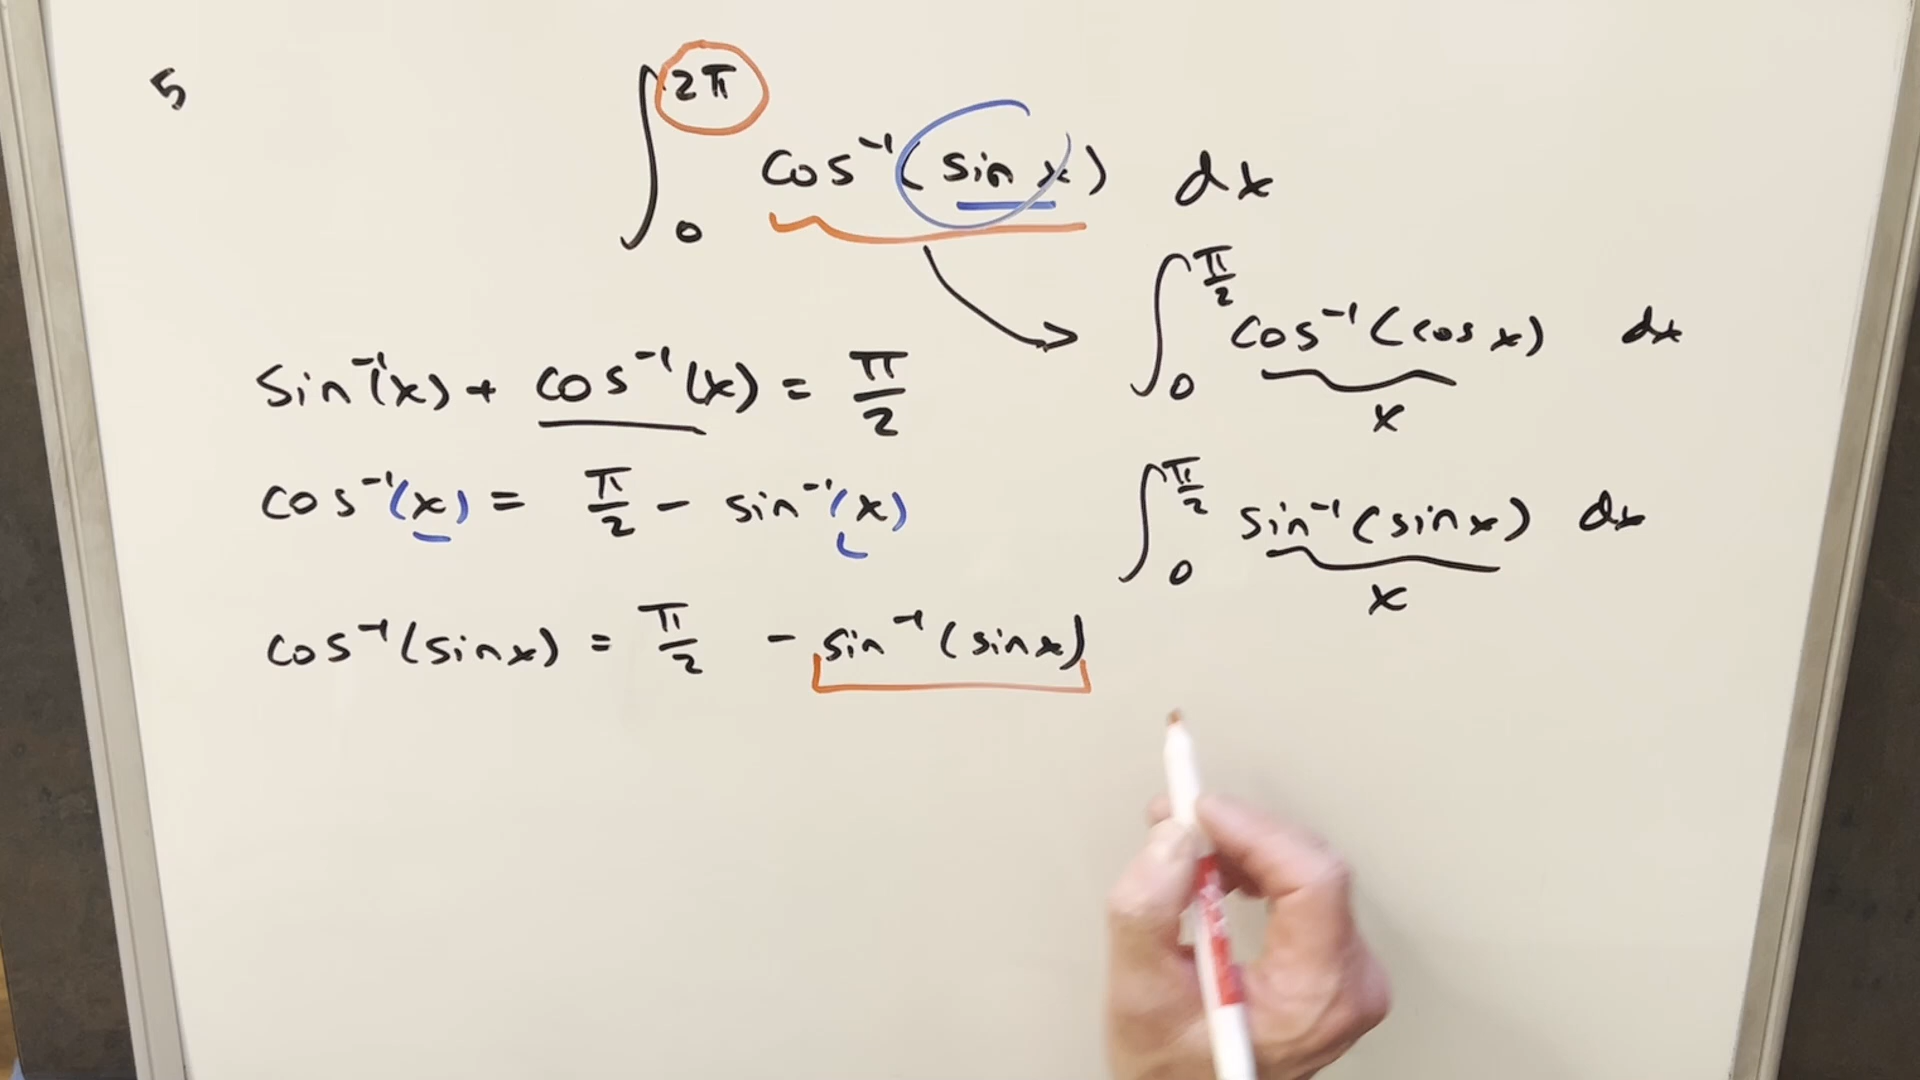 5
∫₀^{2π} cos⁻¹(sin x) dx
∫₀^{π/2} cos⁻¹(cos x) dx
x
sin⁻¹(x) + cos⁻¹(x) = π/2
∫₀^{π/2} sin⁻¹(sin x) dx
x
cos⁻¹(x) = π/2 - sin⁻¹(x)
cos⁻¹(sin x) = π/2 - sin⁻¹(sin x)